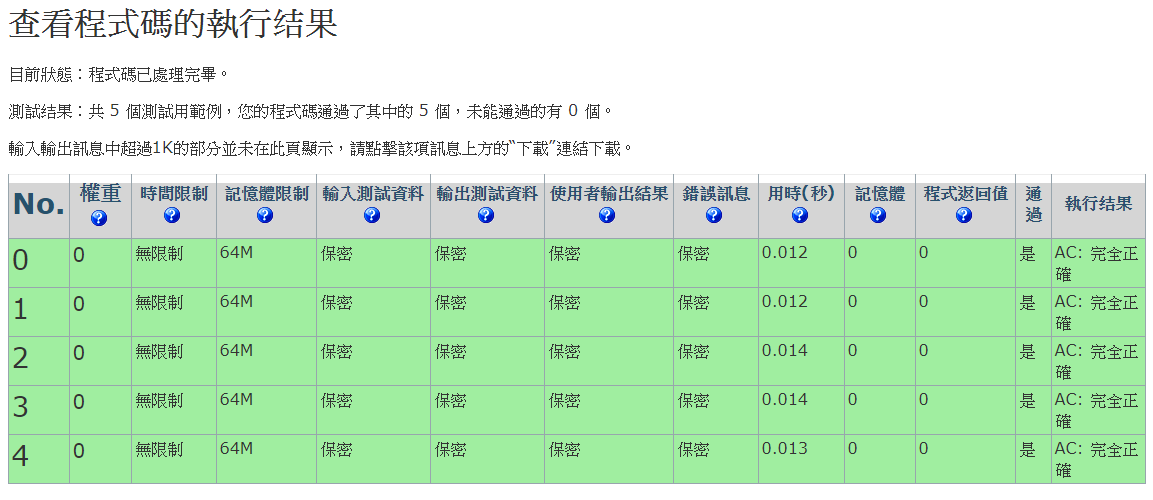 查看程式碼的執行结果
目前狀態：程式碼已處理完畢。
測試结果：共 5 個測試用範例，您的程式碼通過了其中的 5 個，未能通過的有 0 個。
輸入輸出訊息中超過1K的部分並未在此頁顯示，請點擊該項訊息上方的“下載”連結下載。
No. 權重 時間限制 記憶體限制 輸入測試資料 輸出測試資料 使用者輸出結果 錯誤訊息 用時(秒) 記憶體 程式返回值 通過 執行结果
0 0 無限制 64M 保密 保密 保密 保密 0.012 0 0 是 AC: 完全正確
1 0 無限制 64M 保密 保密 保密 保密 0.012 0 0 是 AC: 完全正確
2 0 無限制 64M 保密 保密 保密 保密 0.014 0 0 是 AC: 完全正確
3 0 無限制 64M 保密 保密 保密 保密 0.014 0 0 是 AC: 完全正確
4 0 無限制 64M 保密 保密 保密 保密 0.013 0 0 是 AC: 完全正確